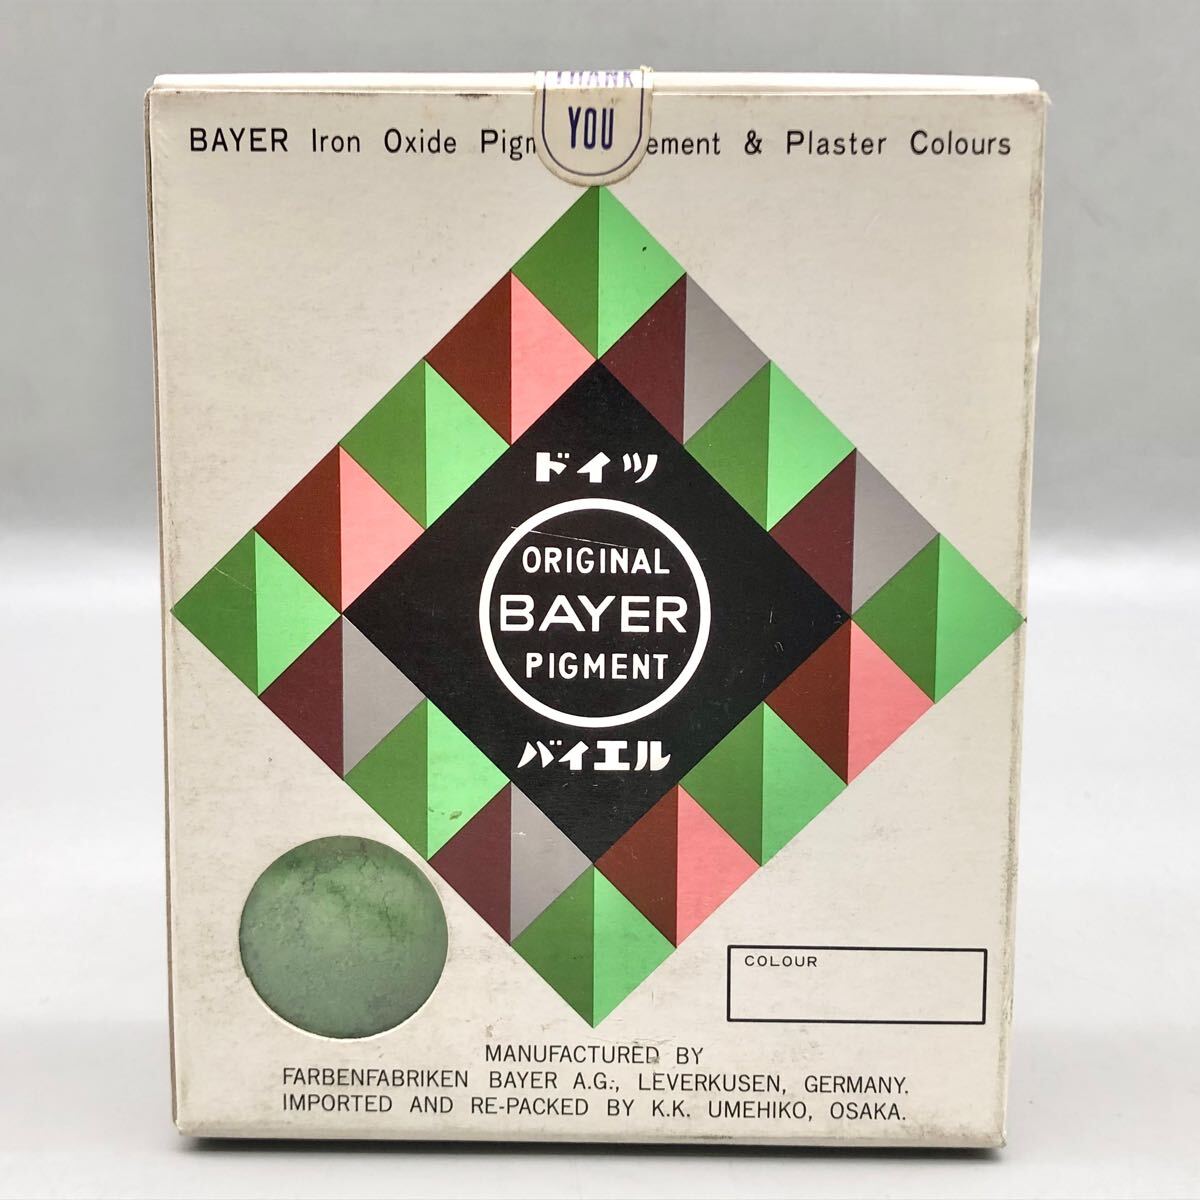 THANK
YOU
BAYER Iron Oxide Pigm ement & Plaster Colours
ドイツ
ORIGINAL
BAYER
PIGMENT
バイエル
COLOUR
MANUFACTURED BY
FARBENFABRIKEN BAYER A.G., LEVERKUSEN, GERMANY.
IMPORTED AND RE-PACKED BY K.K. UMEHIKO, OSAKA.